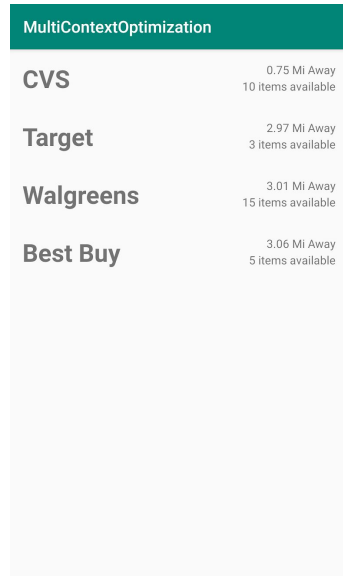 MultiContextOptimization
CVS
0.75 Mi Away
10 items available
Target
2.97 Mi Away
3 items available
Walgreens
3.01 Mi Away
15 items available
Best Buy
3.06 Mi Away
5 items available